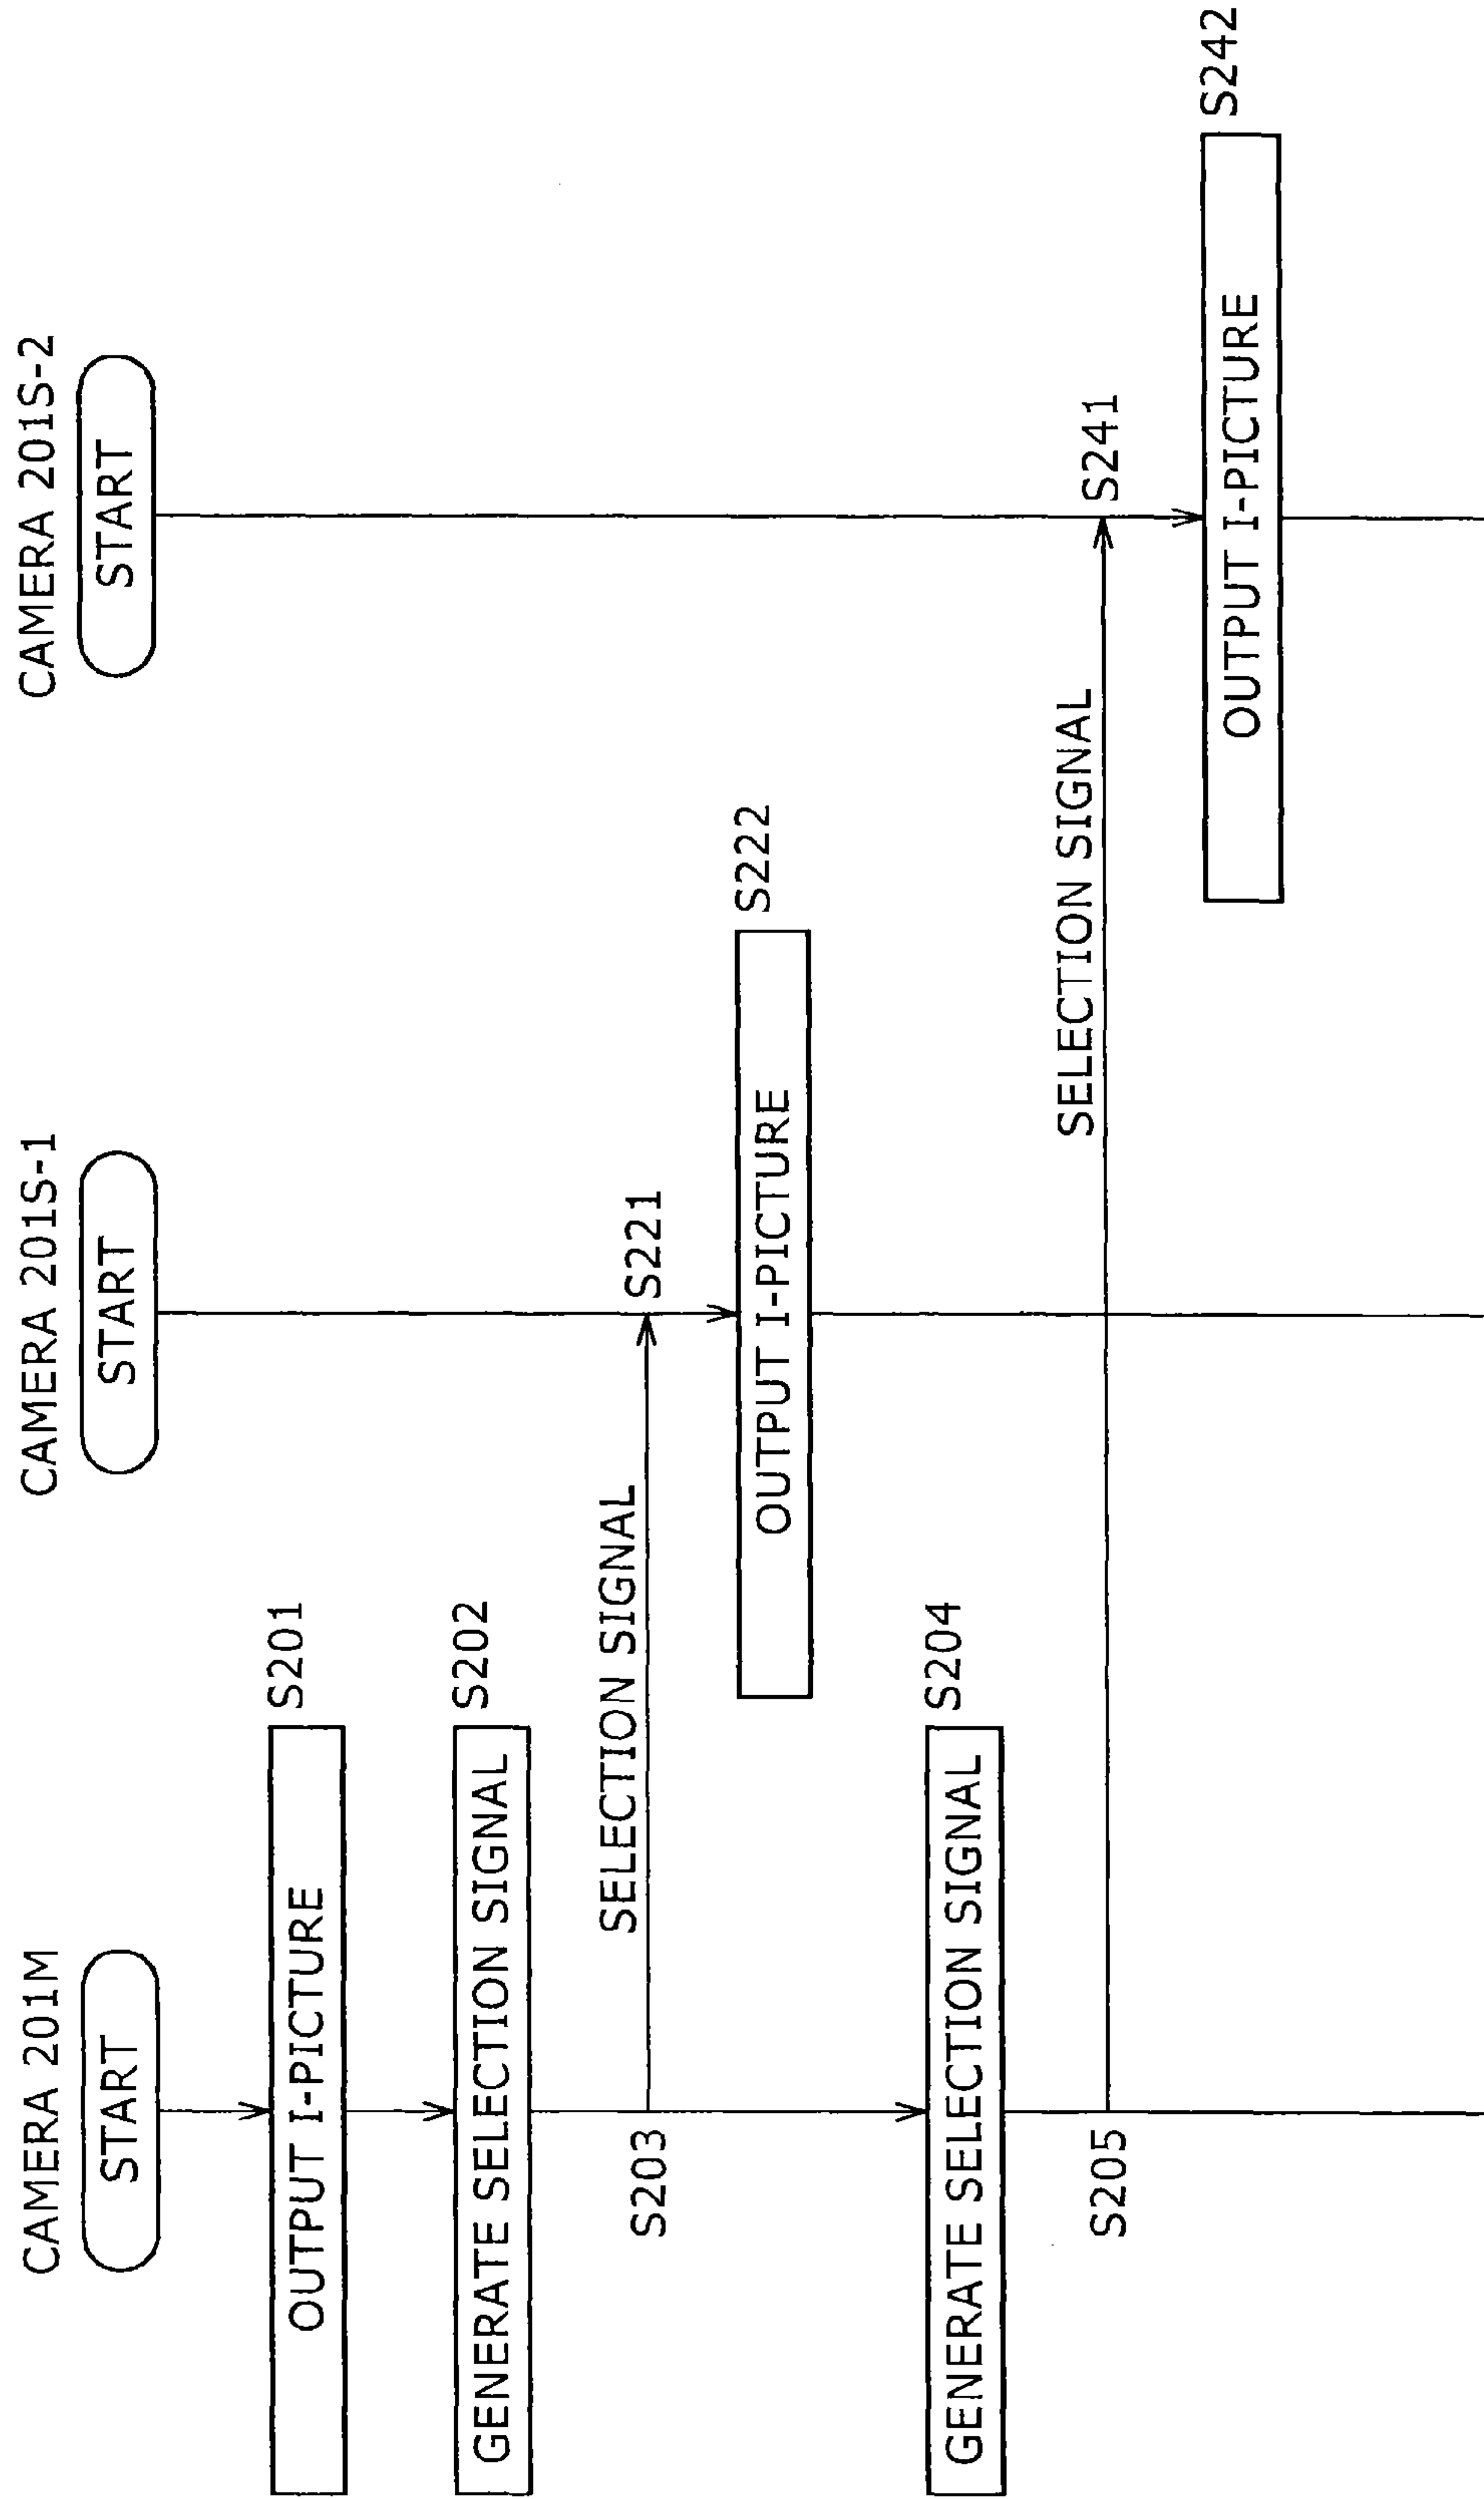 CAMERA 201M
CAMERA 201S-1
CAMERA 201S-2
START
START
START
OUTPUT I-PICTURE
S201
GENERATE SELECTION SIGNAL
S202
SELECTION SIGNAL
S203
S221
OUTPUT I-PICTURE
S222
GENERATE SELECTION SIGNAL
S204
SELECTION SIGNAL
S205
S241
OUTPUT I-PICTURE
S242